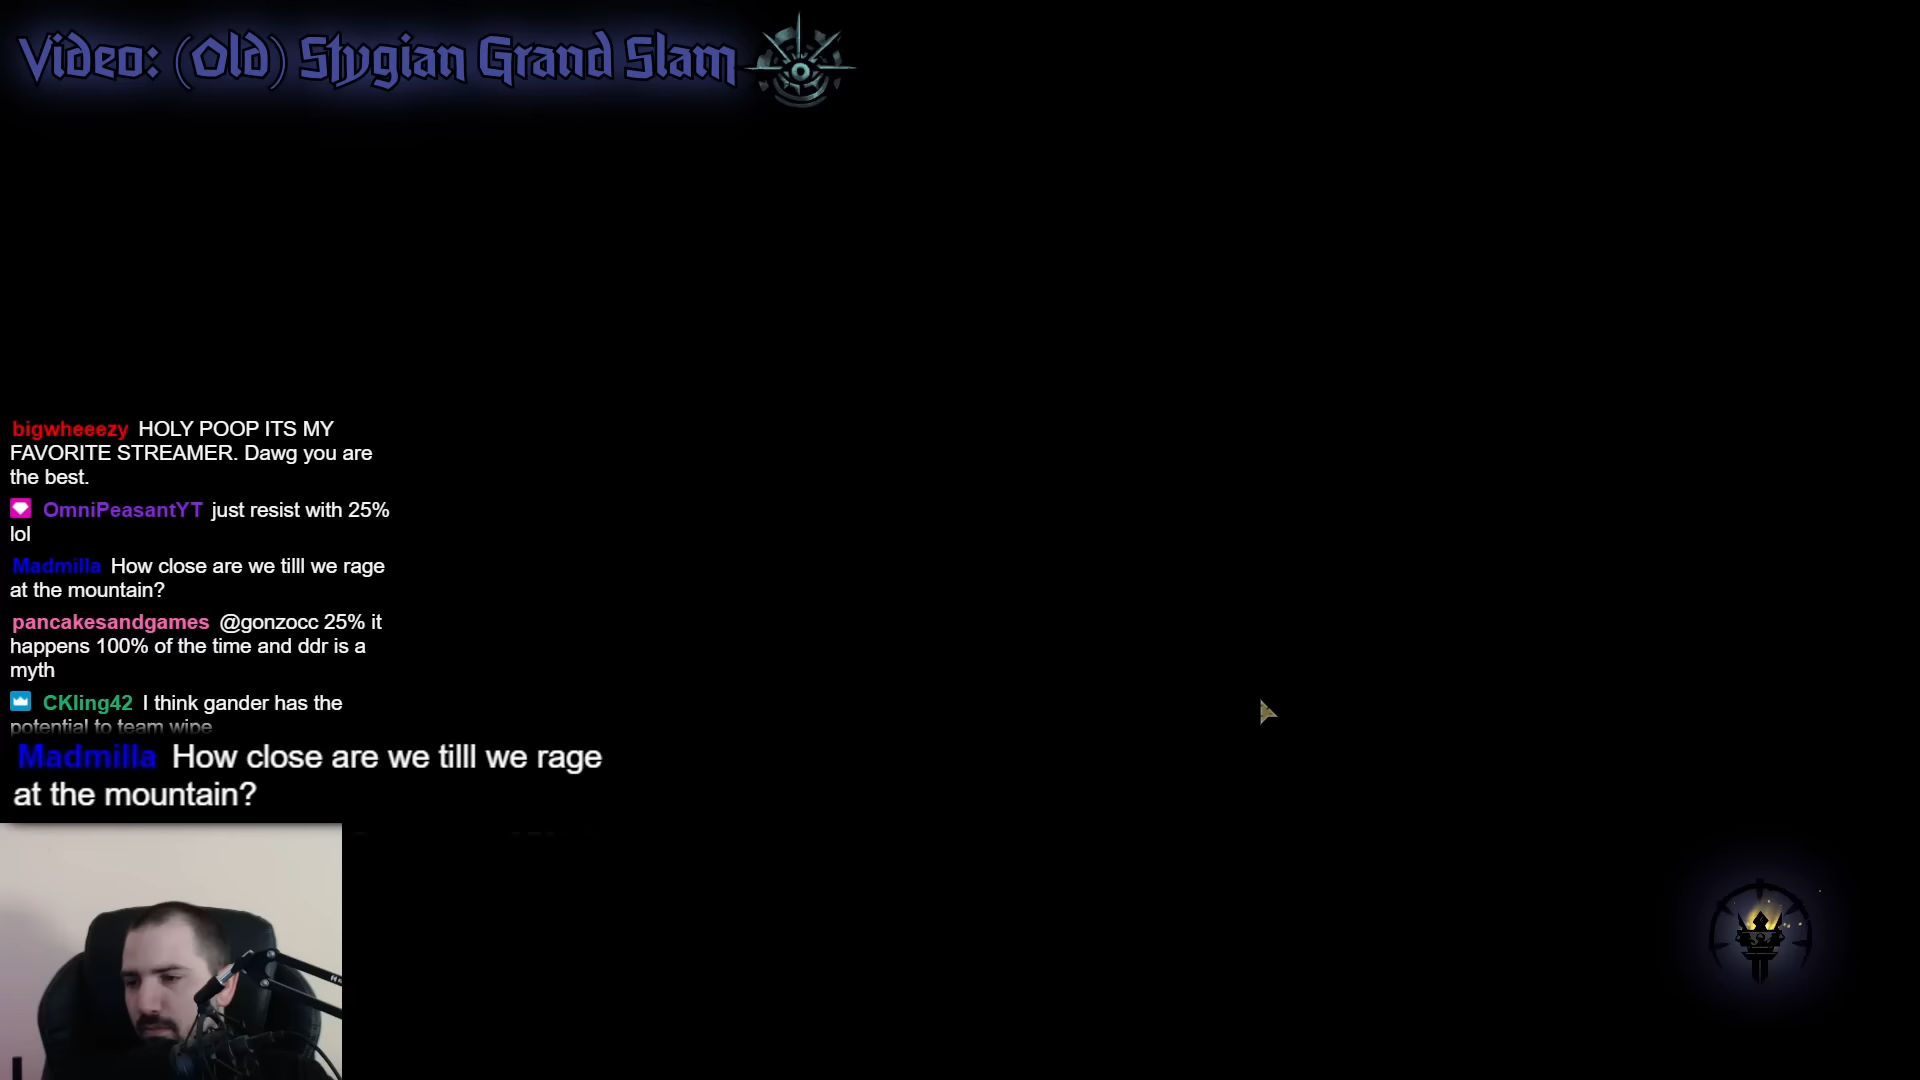 Video: (Old) Stygian Grand Slam
bigwheeezy HOLY POOP ITS MY
FAVORITE STREAMER. Dawg you are
the best.
OmniPeasantYT just resist with 25%
lol
Madmilla How close are we tilll we rage
at the mountain?
pancakesandgames @gonzocc 25% it
happens 100% of the time and ddr is a
myth
CKling42 I think gander has the
potential to team wipe
Madmilla How close are we tilll we rage
at the mountain?